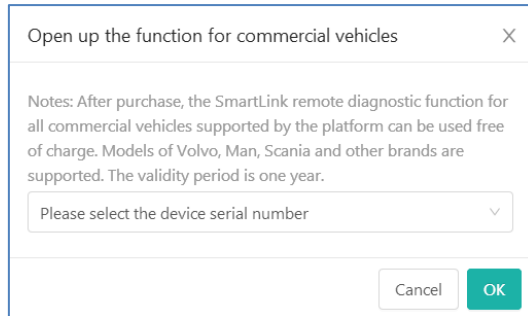 Open up the function for commercial vehicles
Notes: After purchase, the SmartLink remote diagnostic function for
all commercial vehicles supported by the platform can be used free
of charge. Models of Volvo, Man, Scania and other brands are
supported. The validity period is one year.
Please select the device serial number
Cancel OK